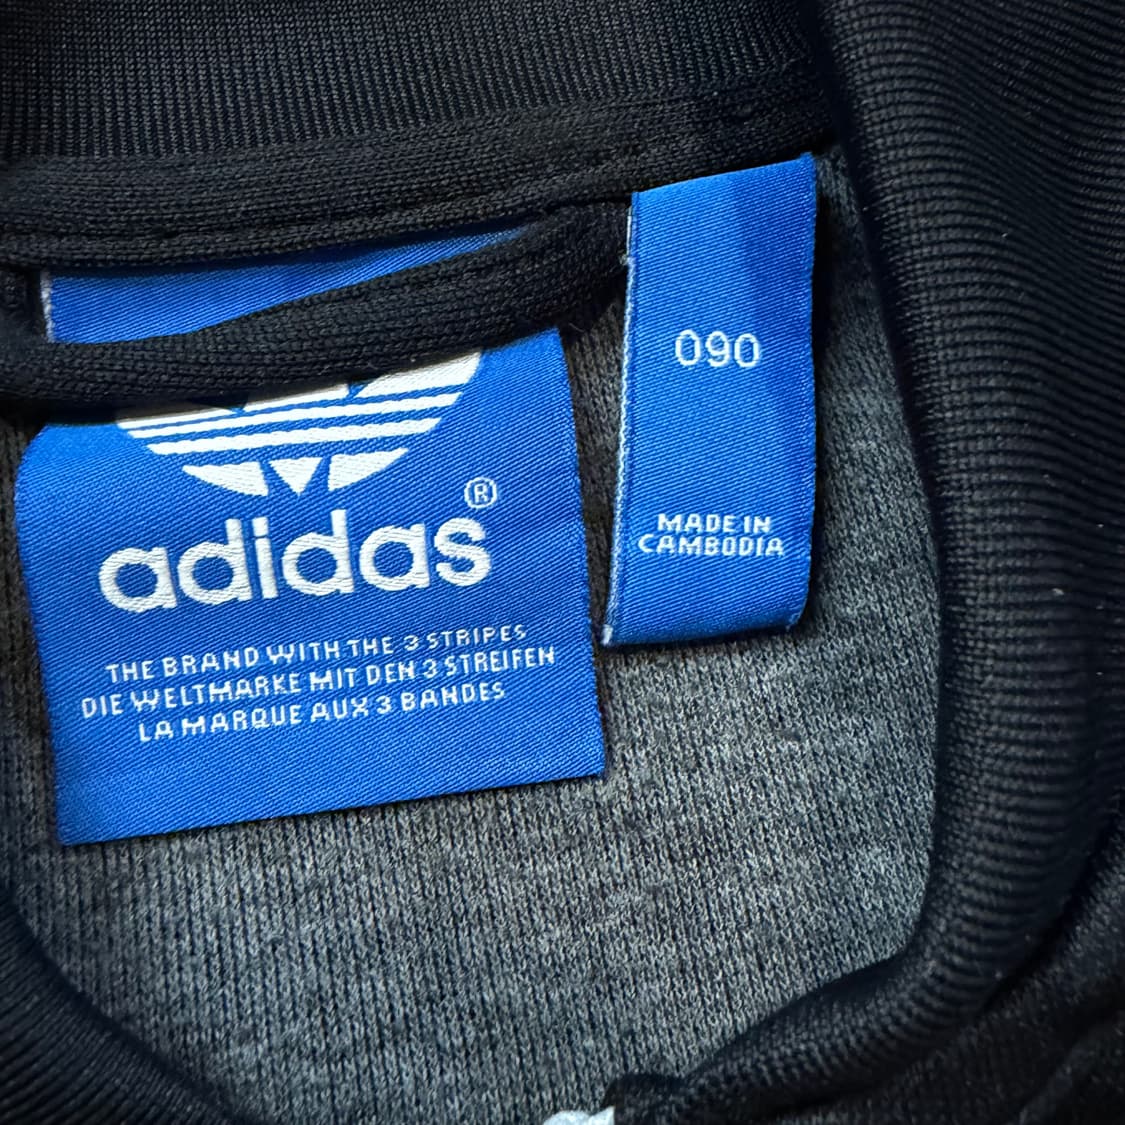 090
MADE IN
CAMBODIA
adidas®
THE BRAND WITH THE 3 STRIPES
DIE WELTMARKE MIT DEN 3 STREIFEN
LA MARQUE AUX 3 BANDES